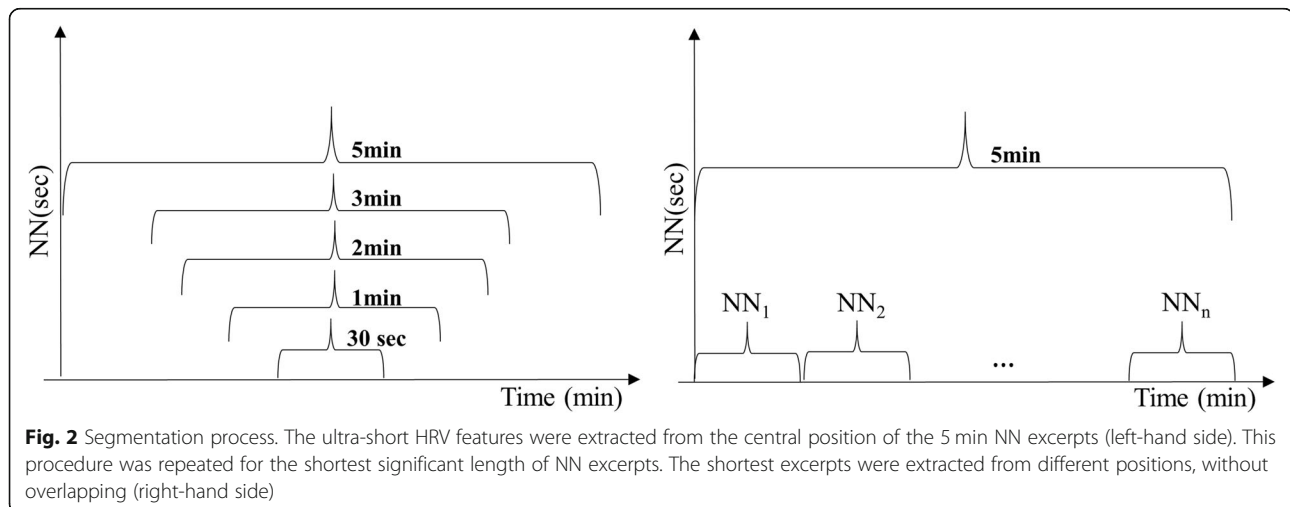 NN(sec)
5min
3min
2min
1min
30 sec
Time (min)
NN(sec)
5min
NN₁ NN₂ NNₙ
...
Time (min)
Fig. 2 Segmentation process. The ultra-short HRV features were extracted from the central position of the 5 min NN excerpts (left-hand side). This
procedure was repeated for the shortest significant length of NN excerpts. The shortest excerpts were extracted from different positions, without
overlapping (right-hand side)